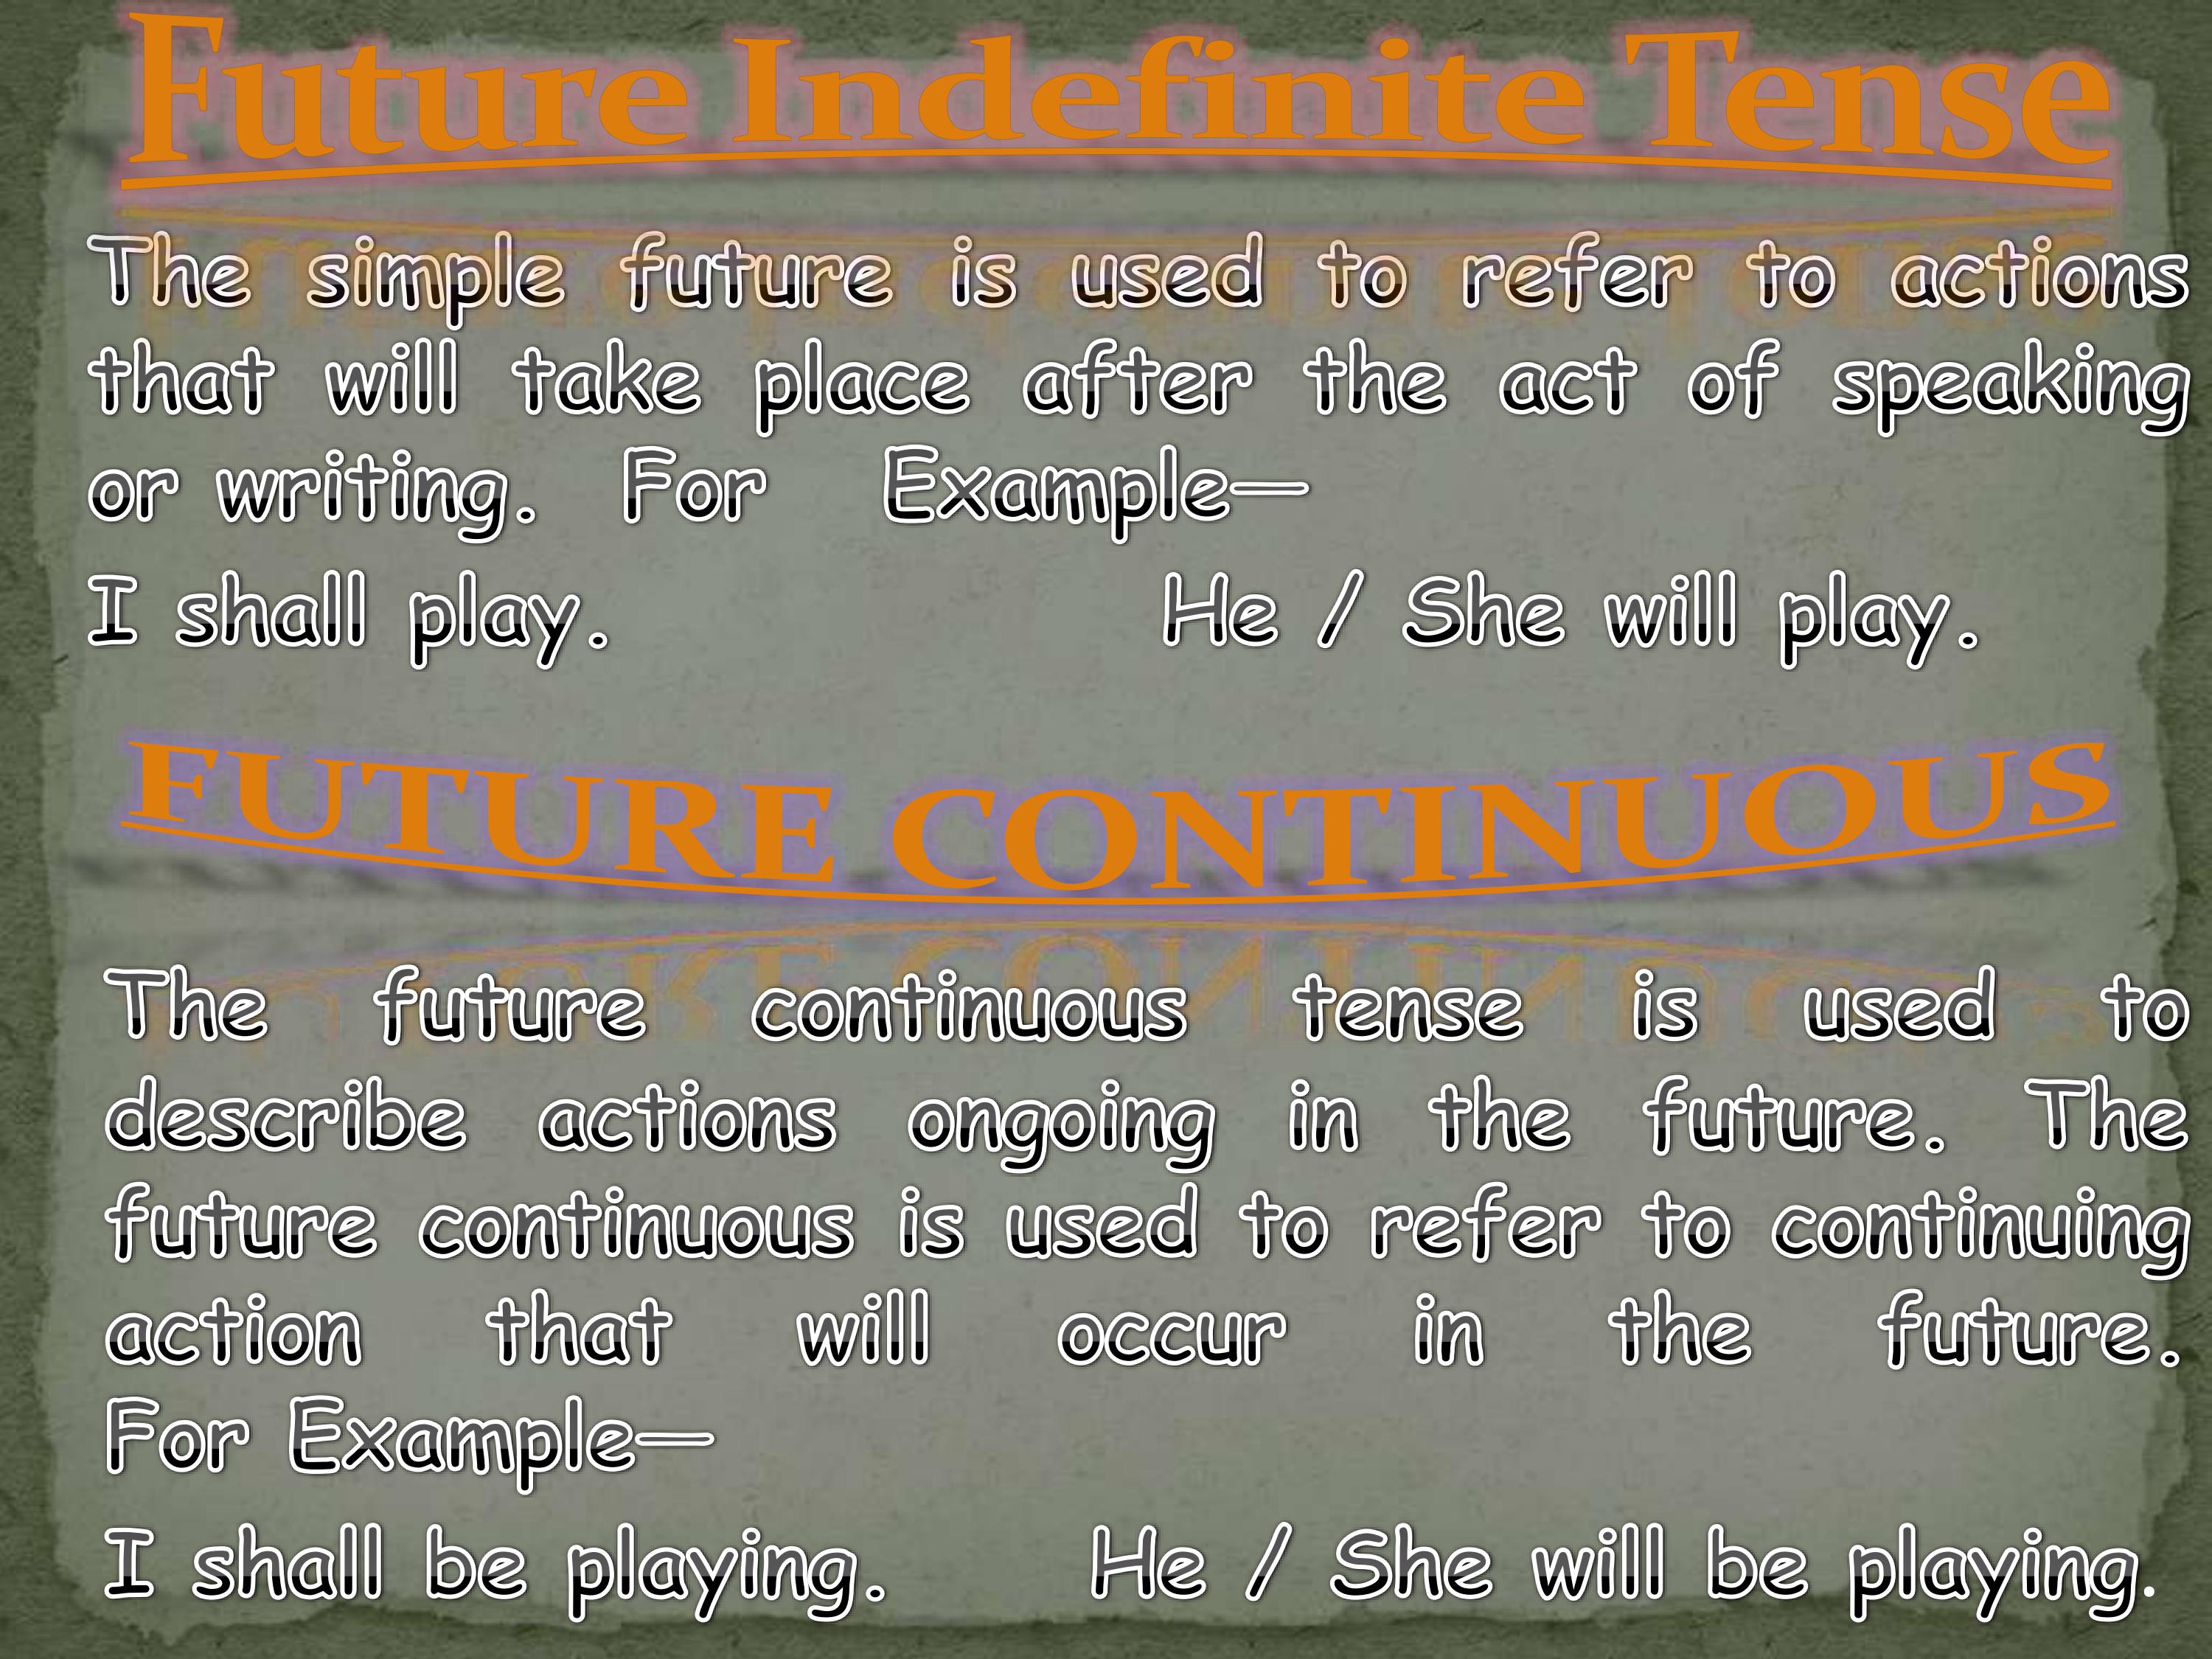 Future Indefinite Tense
The simple future is used to refer to actions
that will take place after the act of speaking
or writing. For Example—
I shall play. He / She will play.
FUTURE CONTINUOUS
The future continuous tense is used to
describe actions ongoing in the future. The
future continuous is used to refer to continuing
action that will occur in the future.
For Example—
I shall be playing. He / She will be playing.